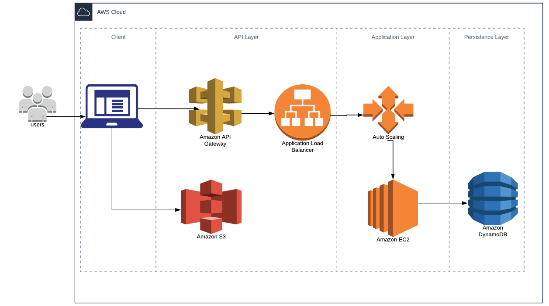 AWS Cloud
Client
API Layer
Application Layer
Persistance Layer
users
Amazon API
Gateway
Application Load
Balancer
Auto Scaling
Amazon S3
Amazon EC2
Amazon
DynamoDB